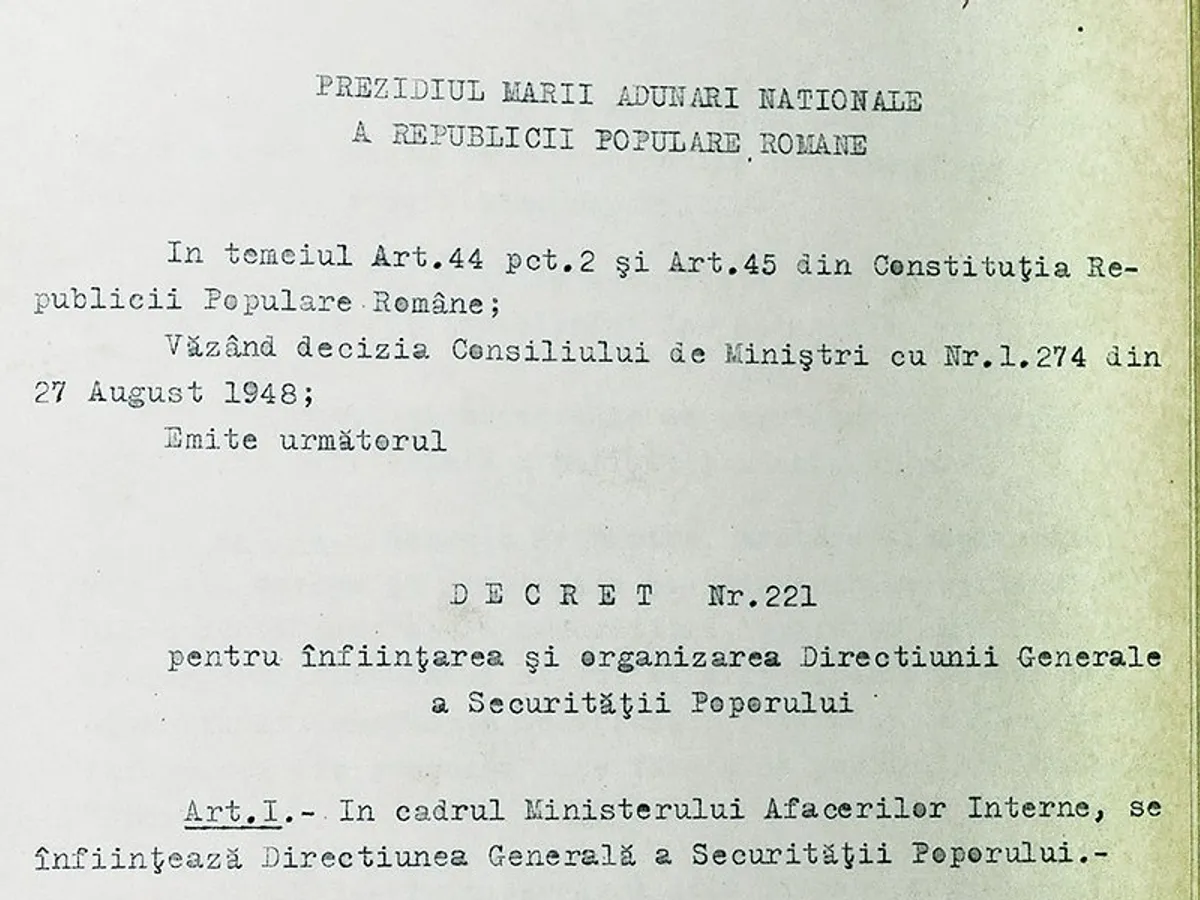 PREZIDIUL MARII ADUNARI NATIONALE
A REPUBLICII POPULARE ROMANE
In temeiul Art.44 pct.2 şi Art.45 din Constituţia Re-
publicii Populare Române;
Văzând decizia Consiliului de Miniştri cu Nr.1.274 din
27 August 1948;
Emite următorul
D E C R E T Nr.221
pentru înfiinţarea şi organizarea Directiunii Generale
a Securităţii Poporului
Art.I.- In cadrul Ministerului Afacerilor Interne, se
înfiinţează Directiunea Generală a Securităţii Poporului.-